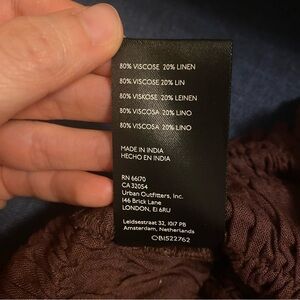 80% VISCOSE 20% LINEN
80% VISCOSE 20% LIN
80% VISKOSE 20% LEINEN
80% VISCOSA 20% LINO
80% VISCOSA 20% LINO
MADE IN INDIA
HECHO EN INDIA
RN 66170
CA 32054
Urban Outfitters, Inc.
146 Brick Lane
LONDON, E1 6RU
Leidsestraat 32, 1017 PB
Amsterdam, Netherlands
OB1522762